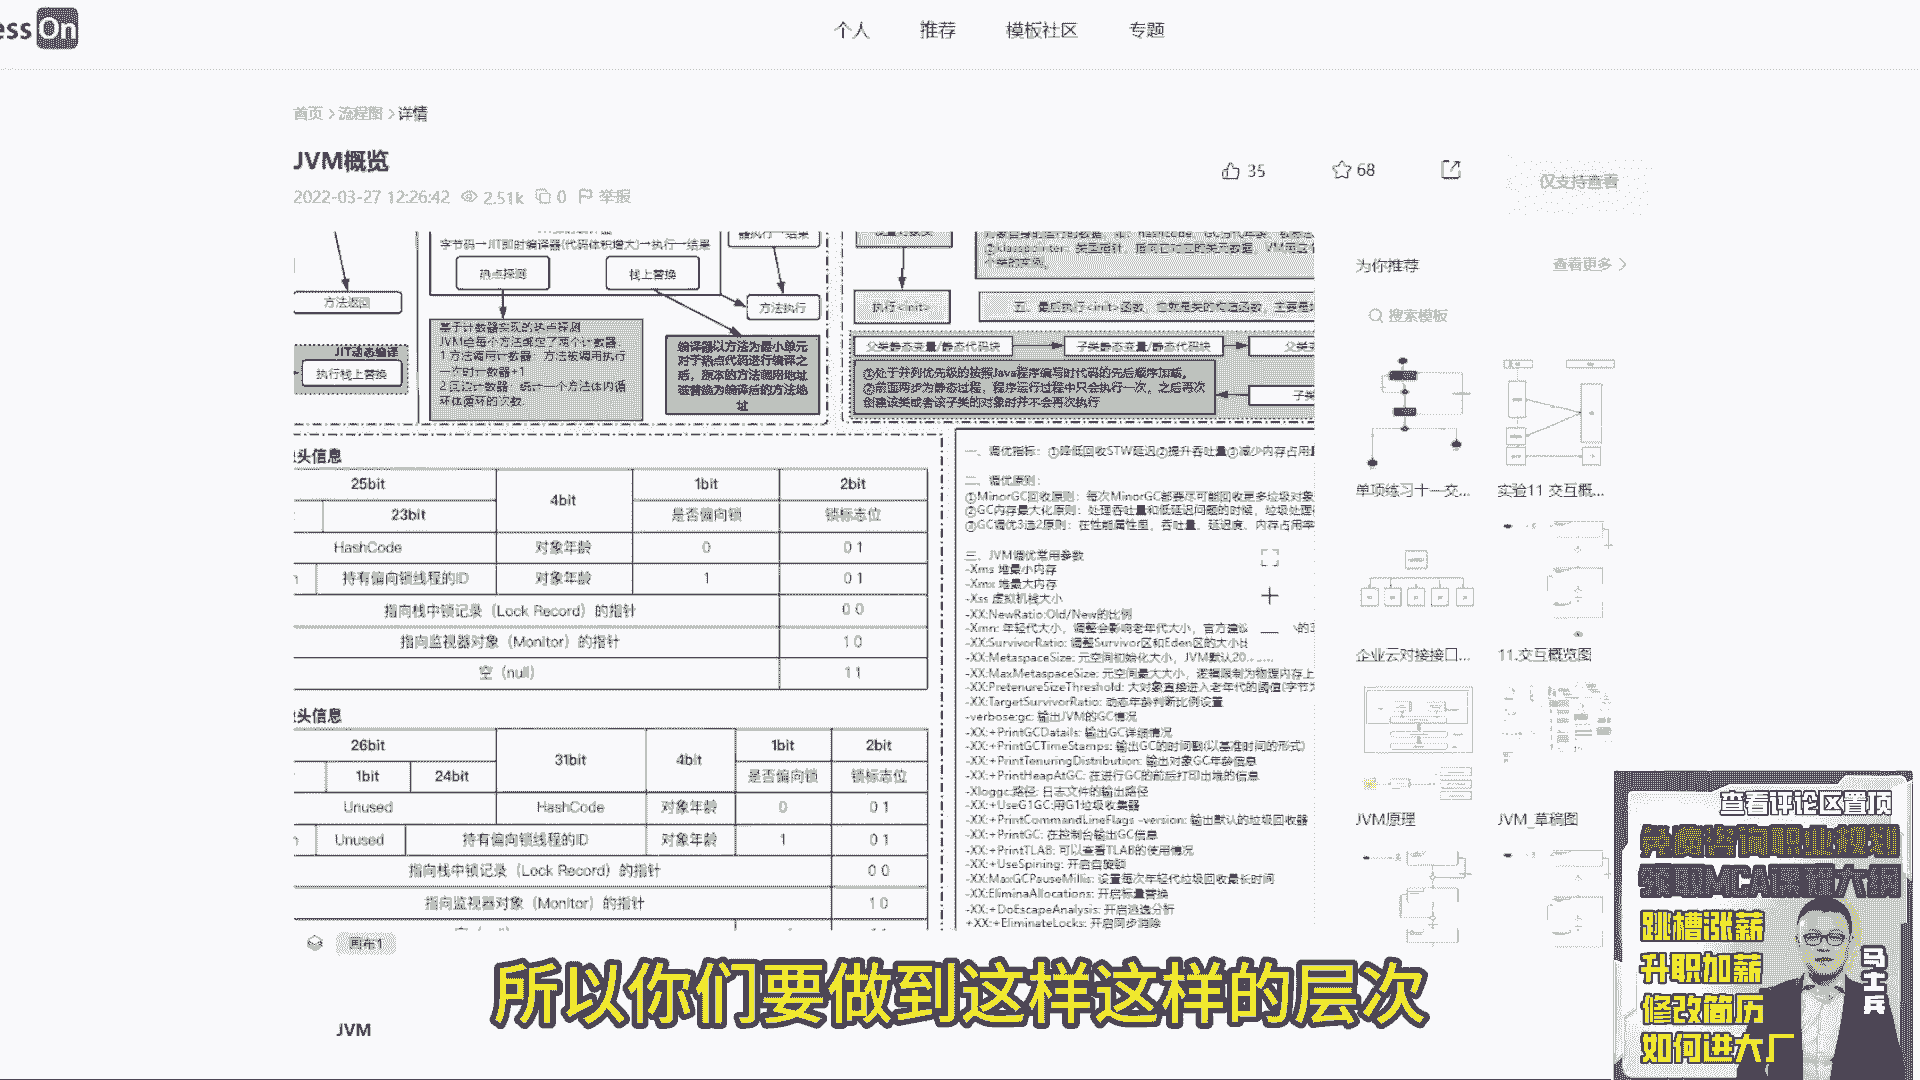 ess On
个人 推荐 模板社区 专题
首页 > 流程图 > 详情
JVM概览
2022-03-27 12:26:42 2.51k 0 举报
35 68 仅支持查看
字节码→JIT即时编译器(代码体积增大)→执行→结果
热点探测 栈上替换
方法返回
方法执行
基于计数器实现的热点探测
JVM会每个方法绑定了两个计数器:
1.方法调用计数器: 方法被调用执行
一次时计数器+1
2.回边计数器: 统计一个方法体内循
环体循环的次数.
JIT动态编译
执行栈上替换
编译器以方法为最小单元
对于热点代码进行编译之
后,原本的方法调用地址
被替换为编译后的方法地
址
个类的实例。
执行<init>
五、最后执行<init>函数,也就是类的构造函数,主要是
父类静态变量/静态代码块 子类静态变量/静态代码块 父类
①处于并列优先级的按照Java程序编写时代码的先后顺序加载。
②前面两步为静态过程,程序运行过程中只会执行一次,之后再次
创建该类或者该子类的对象时并不会再次执行
头信息
25bit 4bit 1bit 2bit
23bit 是否偏向锁 锁标志位
HashCode 对象年龄 0 0 1
持有偏向锁线程的ID 对象年龄 1 0 1
指向栈中锁记录(Lock Record)的指针 0 0
指向监视器对象(Monitor)的指针 1 0
空(null) 1 1
头信息
26bit 31bit 4bit 1bit 2bit
1bit 24bit 是否偏向锁 锁标志位
Unused HashCode 对象年龄 0 0 1
Unused 持有偏向锁线程的ID 对象年龄 1 0 1
指向栈中锁记录(Lock Record)的指针 0 0
指向监视器对象(Monitor)的指针 1 0
一、调优指标: ①降低回收STW延迟②提升吞吐量③减少内存占用
二、调优原则:
①MinorGC回收原则: 每次MinorGC都要尽可能回收更多垃圾对象
②GC内存最大化原则: 处理吞吐量和低延迟问题的时候,垃圾处理
③GC调优3选2原则: 在性能属性里,吞吐量、延迟度、内存占用率
三、JVM调优常用参数
-Xms 堆最小内存
-Xmx 堆最大内存
-Xss 虚拟机栈大小
-XX:NewRatio:Old/New的比例
-Xmn: 年轻代大小,调整会影响老年代大小,官方建议 的3
-XX:SurvivorRatio: 调整Survivor区和Eden区的大小比
-XX:MetaspaceSize: 元空间初始化大小,JVM默认20
-XX:MaxMetaspaceSize: 元空间最大大小,逻辑限制为物理内存上
-XX:PretenureSizeThreshold: 大对象直接进入老年代的阈值(字节为
-XX:TargetSurvivorRatio: 动态年龄判断比例设置
-verbose:gc: 输出JVM的GC情况
-XX:+PrintGCDatails: 输出GC详细情况
-XX:+PrintGCTimeStamps: 输出GC的时间戳(以基准时间的形式)
-XX:+PrintTenuringDistribution: 输出对象GC年龄信息
-XX:+PrintHeapAtGC: 在进行GC的前后打印出堆的信息
-Xloggc:路径: 日志文件的输出路径
-XX:+UseG1GC:用G1垃圾收集器
-XX:+PrintCommandLineFlags -version: 输出默认的垃圾回收器
-XX:+PrintGC: 在控制台输出GC信息
-XX:+PrintTLAB: 可以查看TLAB的使用情况
-XX:+UseSpining: 开启自旋锁
-XX:MaxGCPauseMillis: 设置每次年轻代垃圾回收最长时间
-XX:EliminaAllocations: 开启标量替换
-XX:+DoEscapeAnalysis: 开启逃逸分析
+XX:+EliminateLocks: 开启同步消除
为你推荐 查看更多 >
搜索模板
单项练习十一交...
实验11 交互概...
企业云对接接口...
11.交互概览图
JVM原理
JVM_草稿图
画布1
JVM
所以你们要做到这样这样的层次
查看评论区置顶
免费咨询职业规划
领取MCA课程大纲
跳槽涨薪
升职加薪
修改简历
如何进大厂
马士兵